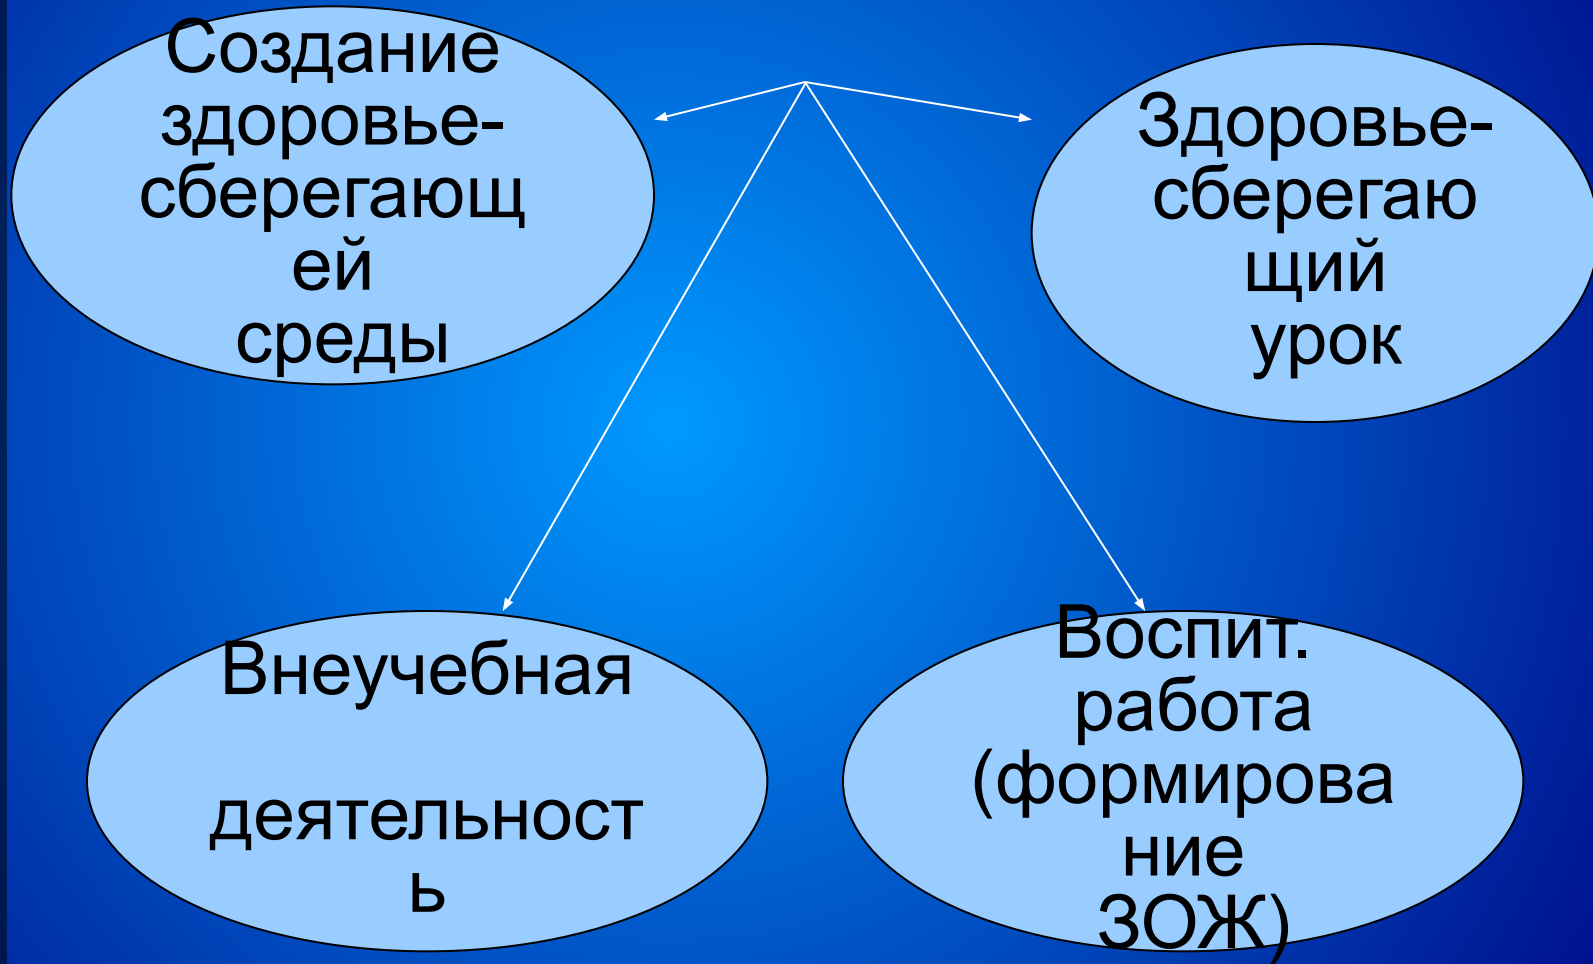 Создание
здоровье-
сберегающ
ей
среды
Здоровье-
сберегаю
щий
урок
Внеучебная
деятельност
ь
Воспит.
работа
(формирова
ние
ЗОЖ)